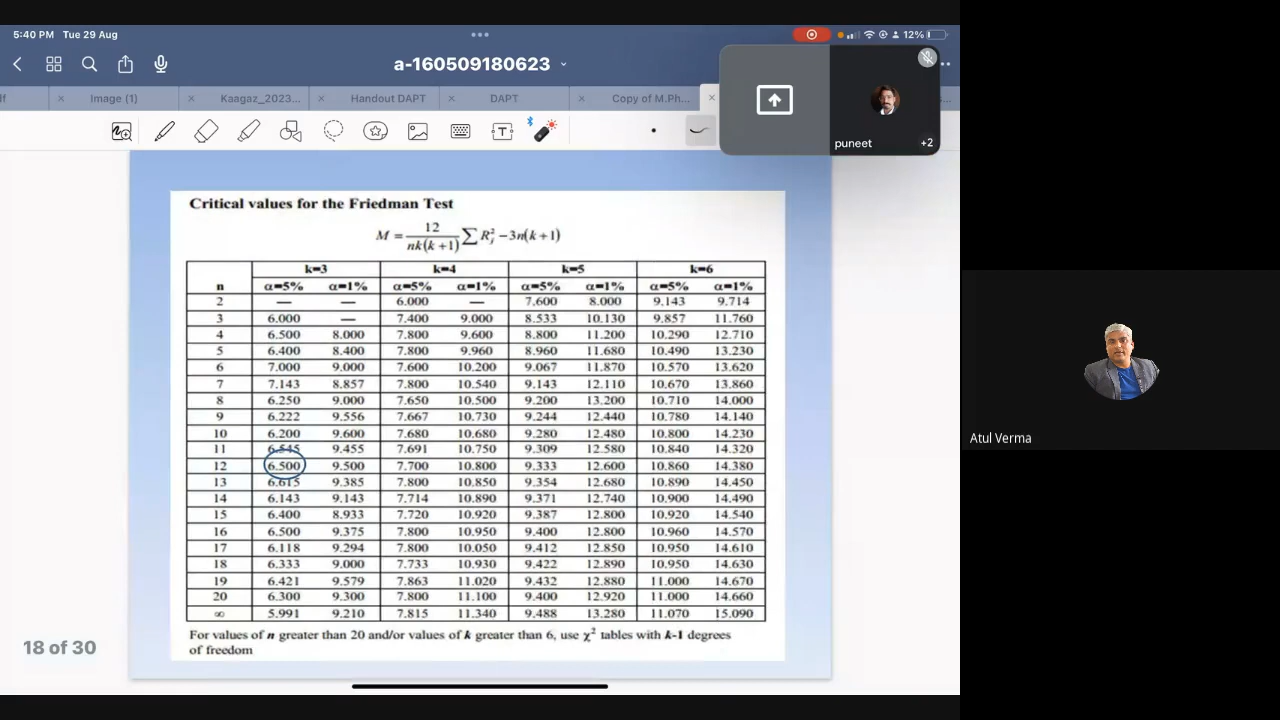 5:40 PM Tue 29 Aug
12%
a-160509180623
lf
Image (1)
Kaagaz_2023...
Handout DAPT
DAPT
Copy of M.Ph...
puneet
+2
Critical values for the Friedman Test
M = 12 / nk(k+1) ∑ R_j^2 − 3n(k+1)
k=3 k=4 k=5 k=6
n α=5% α=1% α=5% α=1% α=5% α=1% α=5% α=1%
2 — — 6.000 — 7.600 8.000 9.143 9.714
3 6.000 — 7.400 9.000 8.533 10.130 9.857 11.760
4 6.500 8.000 7.800 9.600 8.800 11.200 10.290 12.710
5 6.400 8.400 7.800 9.960 8.960 11.680 10.490 13.230
6 7.000 9.000 7.600 10.200 9.067 11.870 10.570 13.620
7 7.143 8.857 7.800 10.540 9.143 12.110 10.670 13.860
8 6.250 9.000 7.650 10.500 9.200 13.200 10.710 14.000
9 6.222 9.556 7.667 10.730 9.244 12.440 10.780 14.140
10 6.200 9.600 7.680 10.680 9.280 12.480 10.800 14.230
11 6.545 9.455 7.691 10.750 9.309 12.580 10.840 14.320
12 6.500 9.500 7.700 10.800 9.333 12.600 10.860 14.380
13 6.615 9.385 7.800 10.850 9.354 12.680 10.890 14.450
14 6.143 9.143 7.714 10.890 9.371 12.740 10.900 14.490
15 6.400 8.933 7.720 10.920 9.387 12.800 10.920 14.540
16 6.500 9.375 7.800 10.950 9.400 12.800 10.960 14.570
17 6.118 9.294 7.800 10.050 9.412 12.850 10.950 14.610
18 6.333 9.000 7.733 10.930 9.422 12.890 10.950 14.630
19 6.421 9.579 7.863 11.020 9.432 12.880 11.000 14.670
20 6.300 9.300 7.800 11.100 9.400 12.920 11.000 14.660
∞ 5.991 9.210 7.815 11.340 9.488 13.280 11.070 15.090
For values of n greater than 20 and/or values of k greater than 6, use χ² tables with k-1 degrees
of freedom
18 of 30
Atul Verma